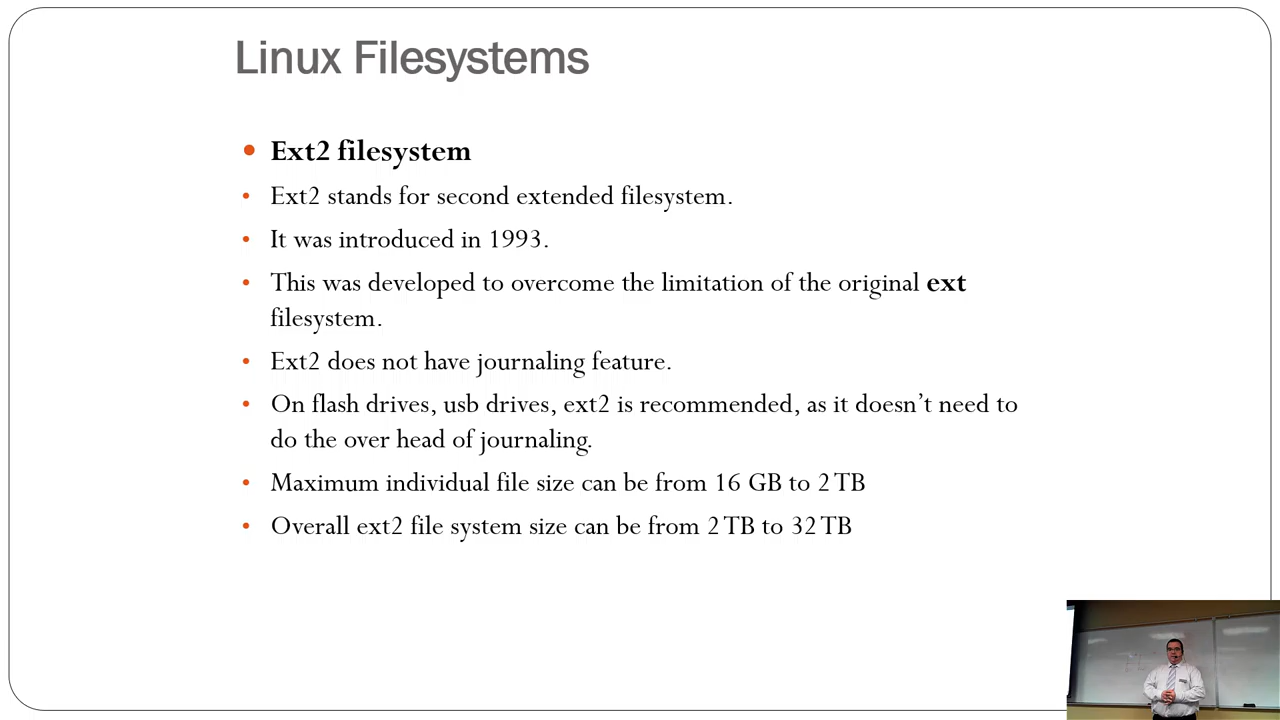 Linux Filesystems
• Ext2 filesystem
• Ext2 stands for second extended filesystem.
• It was introduced in 1993.
• This was developed to overcome the limitation of the original ext
filesystem.
• Ext2 does not have journaling feature.
• On flash drives, usb drives, ext2 is recommended, as it doesn’t need to
do the over head of journaling.
• Maximum individual file size can be from 16 GB to 2 TB
• Overall ext2 file system size can be from 2 TB to 32 TB